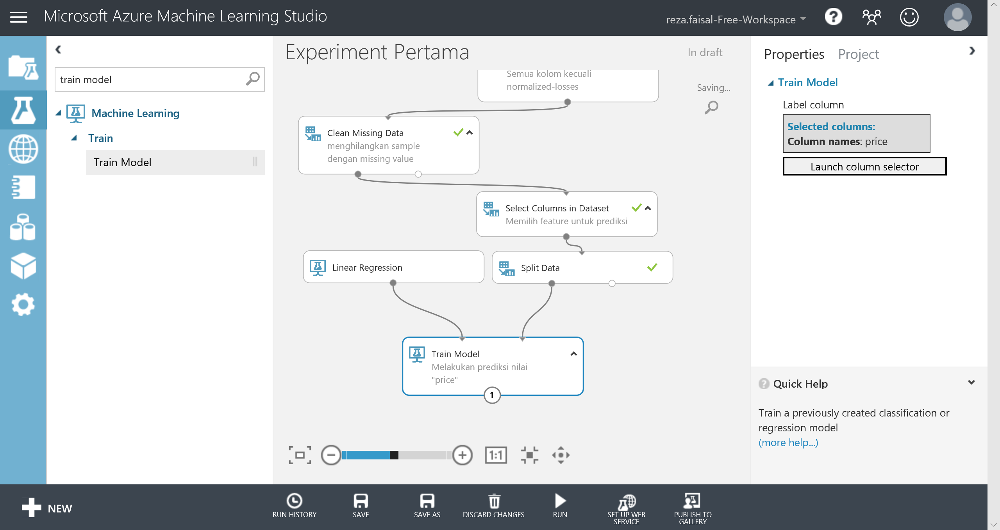 Microsoft Azure Machine Learning Studio
reza.faisal-Free-Workspace
train model
Machine Learning
Train
Train Model
Experiment Pertama
In draft
Saving...
Semua kolom kecuali
normalized-losses
Clean Missing Data
menghilangkan sample
dengan missing value
Select Columns in Dataset
Memilih feature untuk prediksi
Linear Regression
Split Data
Train Model
Melakukan prediksi nilai
"price"
1
1:1
Properties Project
Train Model
Label column
Selected columns:
Column names: price
Launch column selector
Quick Help
Train a previously created classification or
regression model
(more help...)
NEW
RUN HISTORY
SAVE
SAVE AS
DISCARD CHANGES
RUN
SET UP WEB
SERVICE
PUBLISH TO
GALLERY